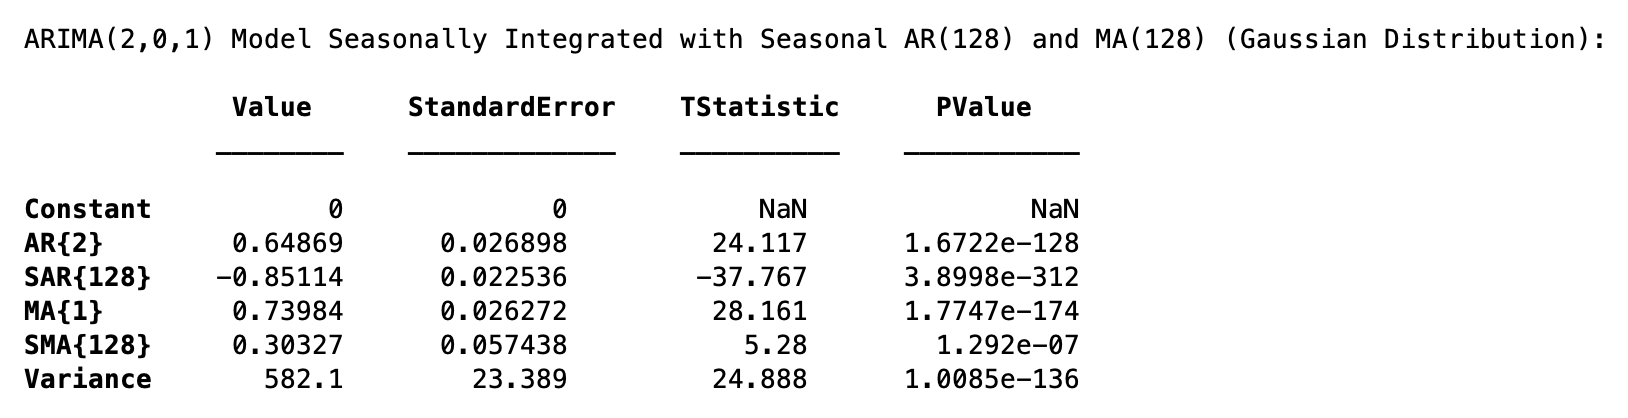 ARIMA(2,0,1) Model Seasonally Integrated with Seasonal AR(128) and MA(128) (Gaussian Distribution):
Value StandardError TStatistic PValue
Constant 0 0 NaN NaN
AR{2} 0.64869 0.026898 24.117 1.6722e-128
SAR{128} -0.85114 0.022536 -37.767 3.8998e-312
MA{1} 0.73984 0.026272 28.161 1.7747e-174
SMA{128} 0.30327 0.057438 5.28 1.292e-07
Variance 582.1 23.389 24.888 1.0085e-136